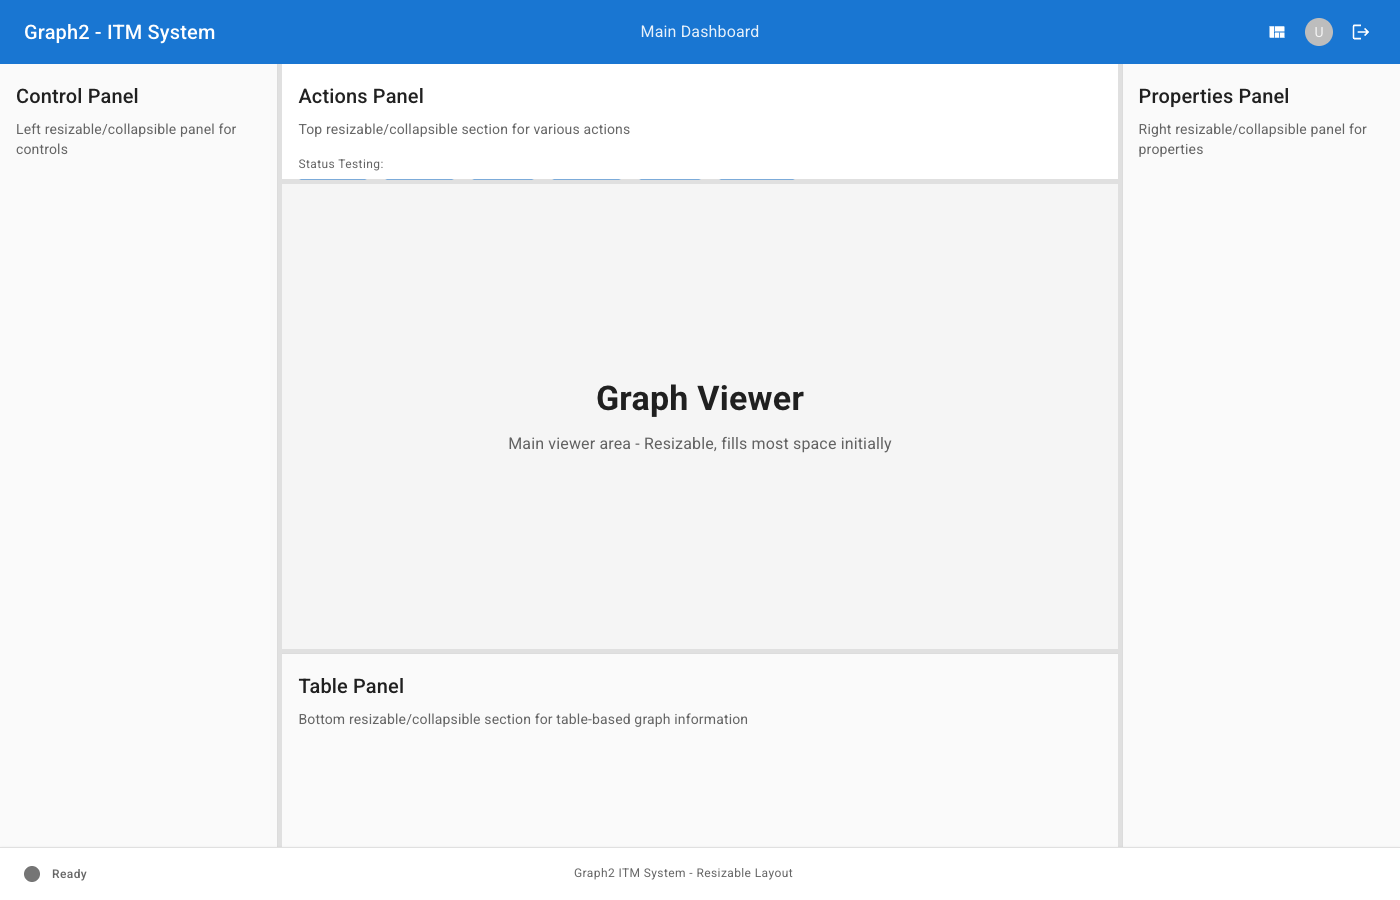 Graph2 - ITM System
Main Dashboard
U
Control Panel
Left resizable/collapsible panel for
controls
Actions Panel
Top resizable/collapsible section for various actions
Status Testing:
Properties Panel
Right resizable/collapsible panel for
properties
Graph Viewer
Main viewer area - Resizable, fills most space initially
Table Panel
Bottom resizable/collapsible section for table-based graph information
Ready
Graph2 ITM System - Resizable Layout